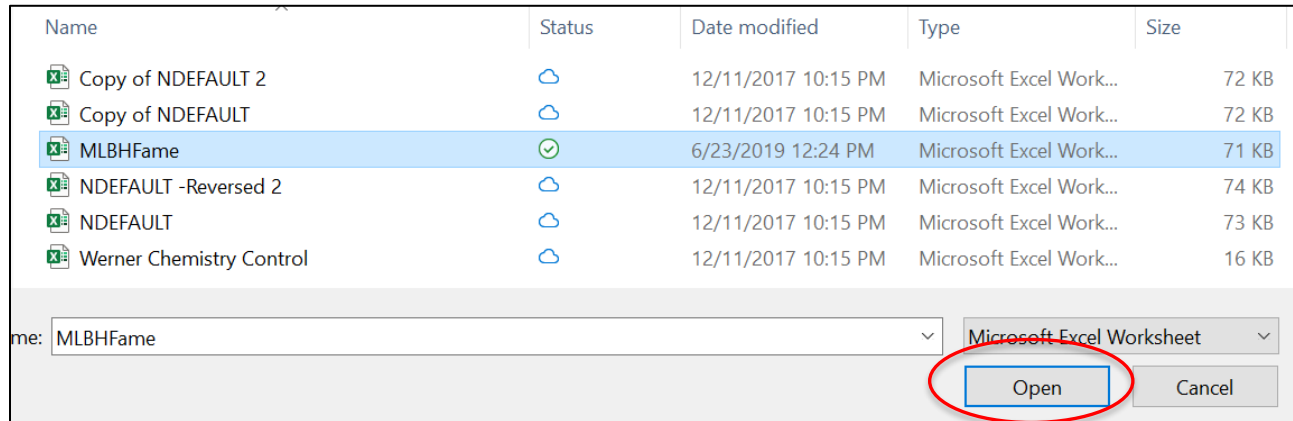 Name Status Date modified Type Size
Copy of NDEFAULT 2 12/11/2017 10:15 PM Microsoft Excel Work... 72 KB
Copy of NDEFAULT 12/11/2017 10:15 PM Microsoft Excel Work... 72 KB
MLBHFame 6/23/2019 12:24 PM Microsoft Excel Work... 71 KB
NDEFAULT -Reversed 2 12/11/2017 10:15 PM Microsoft Excel Work... 74 KB
NDEFAULT 12/11/2017 10:15 PM Microsoft Excel Work... 73 KB
Werner Chemistry Control 12/11/2017 10:15 PM Microsoft Excel Work... 16 KB
me: MLBHFame Microsoft Excel Worksheet
Open Cancel